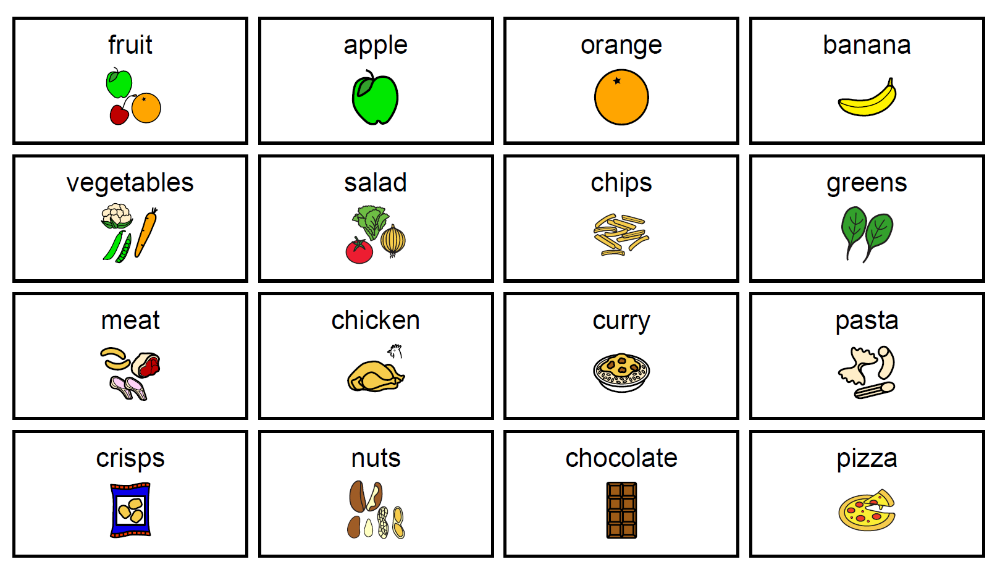 fruit
apple
orange
banana
vegetables
salad
chips
greens
meat
chicken
curry
pasta
crisps
nuts
chocolate
pizza